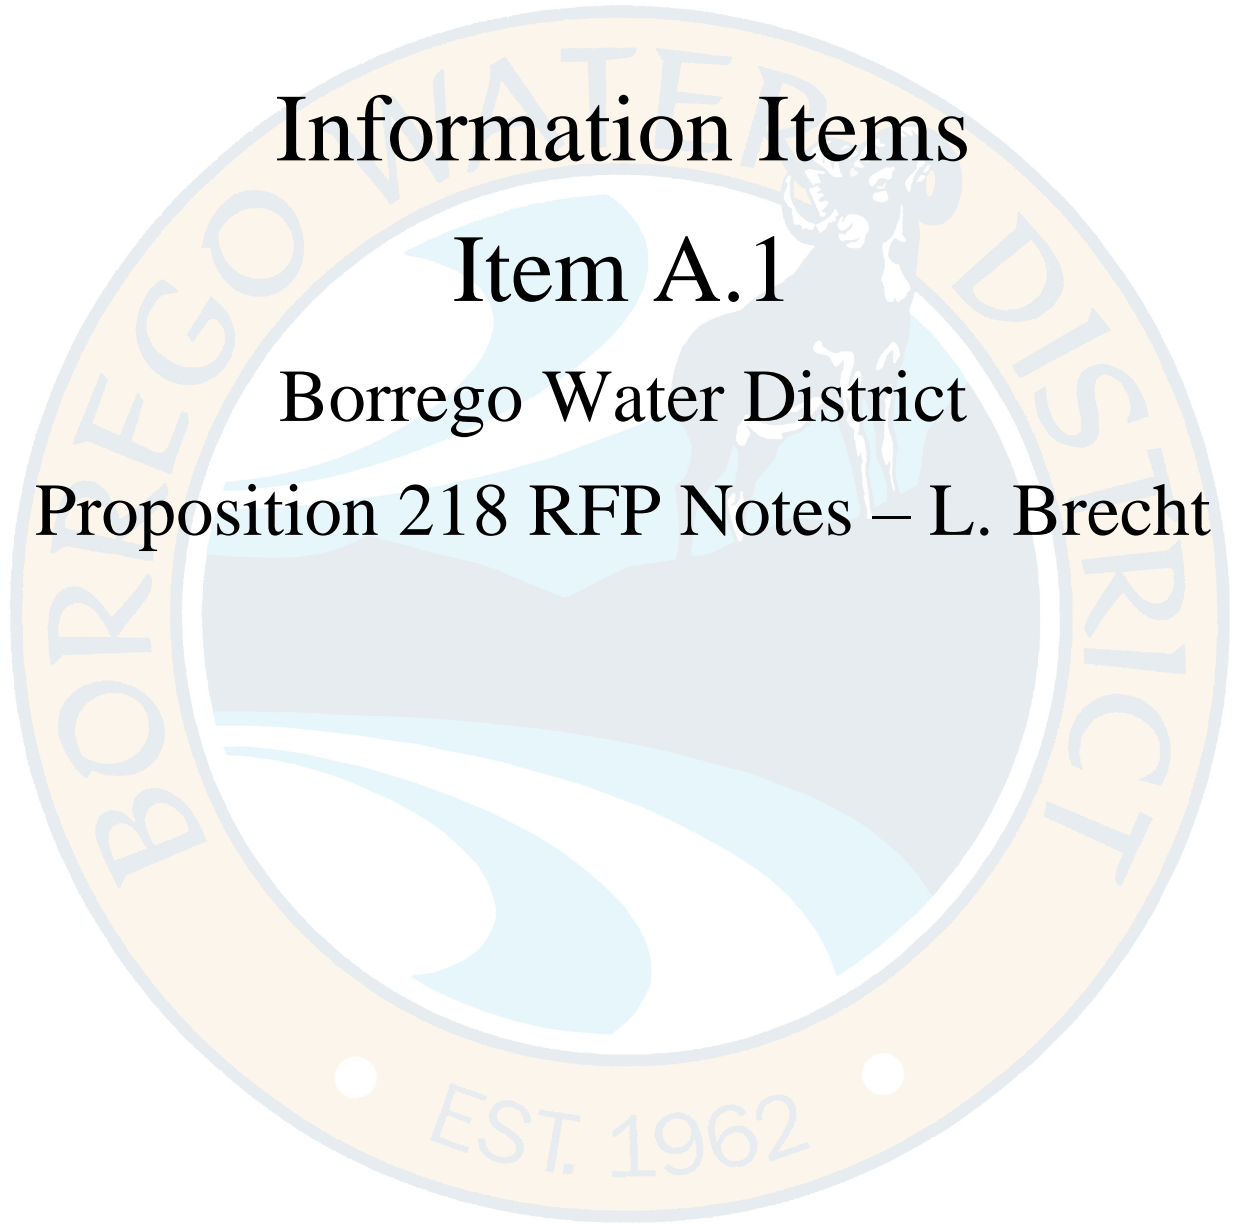 Information Items
Item A.1
Borrego Water District
Proposition 218 RFP Notes – L. Brecht
BORREGO WATER DISTRICT
EST. 1962